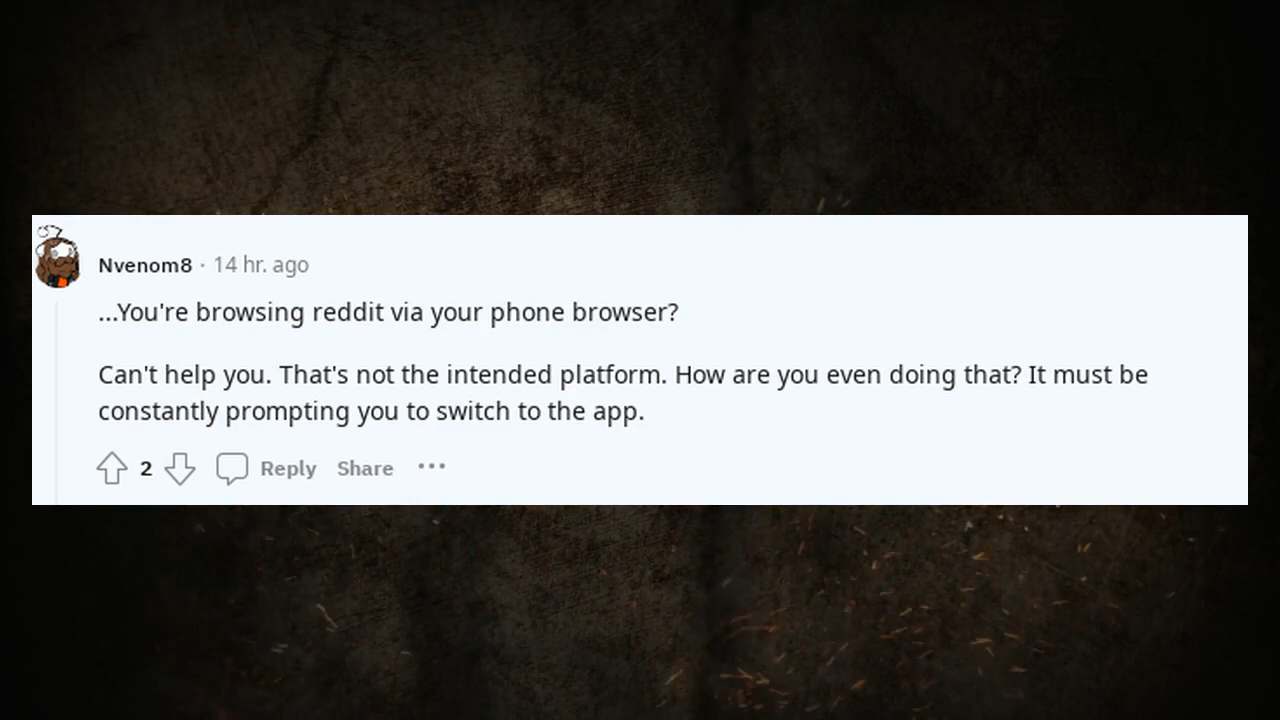 Nvenom8 · 14 hr. ago
...You're browsing reddit via your phone browser?
Can't help you. That's not the intended platform. How are you even doing that? It must be
constantly prompting you to switch to the app.
2 Reply Share ···